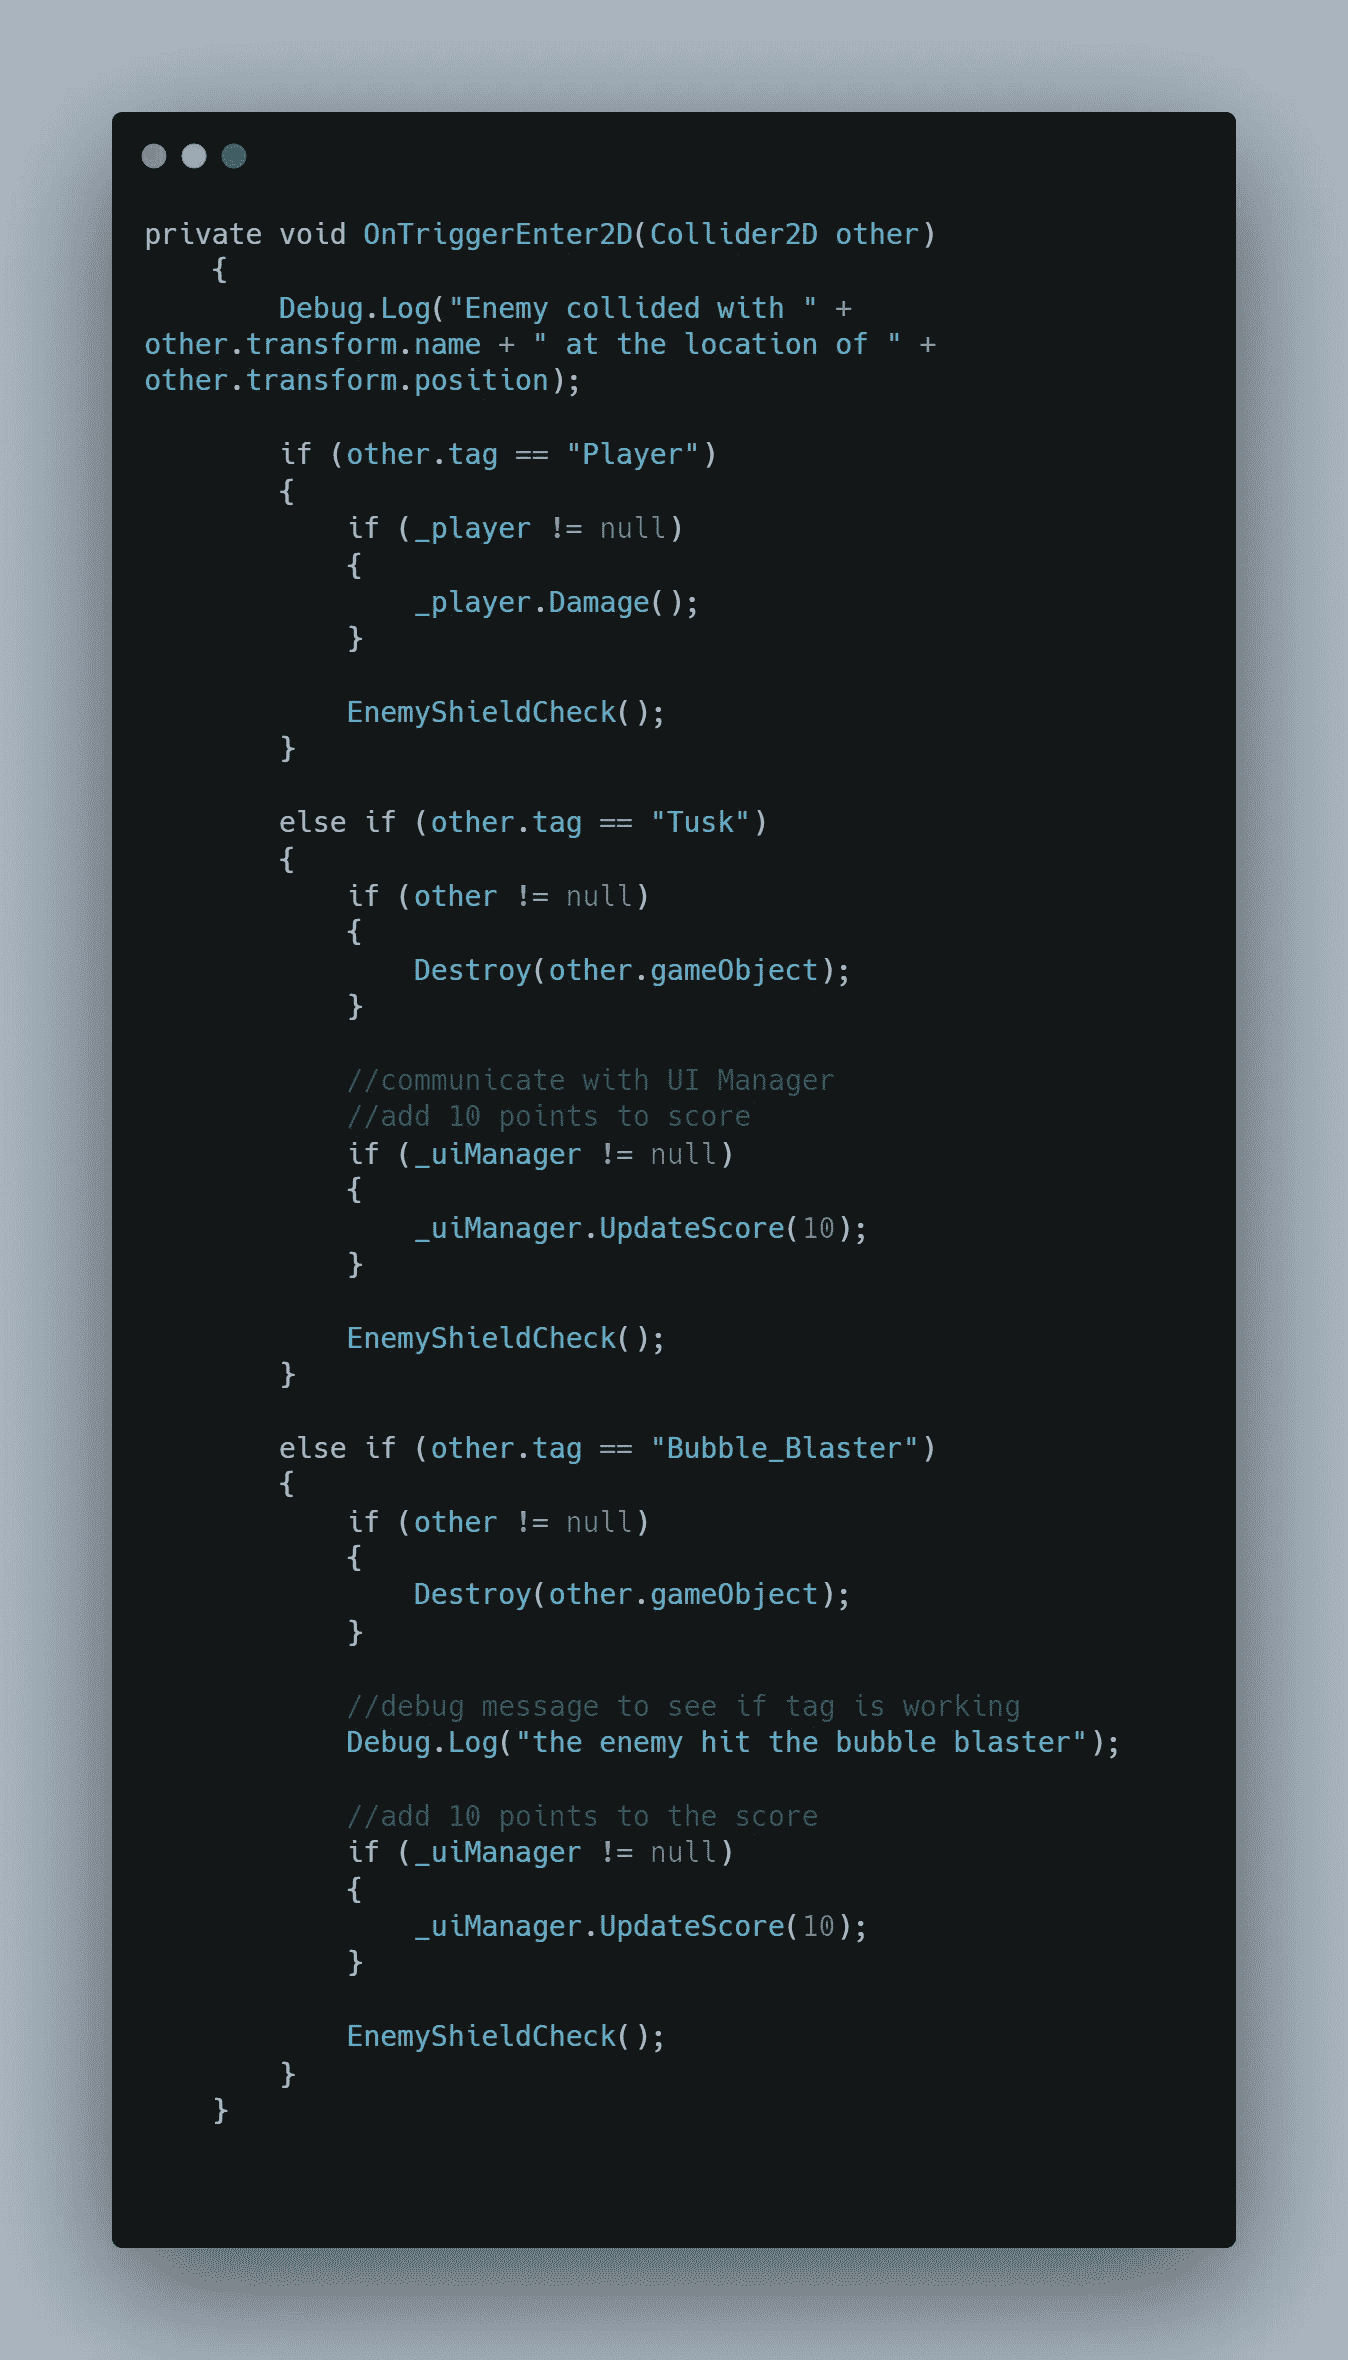 private void OnTriggerEnter2D(Collider2D other)
    {
        Debug.Log("Enemy collided with " +
other.transform.name + " at the location of " +
other.transform.position);

        if (other.tag == "Player")
        {
            if (_player != null)
            {
                _player.Damage();
            }

            EnemyShieldCheck();
        }

        else if (other.tag == "Tusk")
        {
            if (other != null)
            {
                Destroy(other.gameObject);
            }

            //communicate with UI Manager
            //add 10 points to score
            if (_uiManager != null)
            {
                _uiManager.UpdateScore(10);
            }

            EnemyShieldCheck();
        }

        else if (other.tag == "Bubble_Blaster")
        {
            if (other != null)
            {
                Destroy(other.gameObject);
            }

            //debug message to see if tag is working
            Debug.Log("the enemy hit the bubble blaster");

            //add 10 points to the score
            if (_uiManager != null)
            {
                _uiManager.UpdateScore(10);
            }

            EnemyShieldCheck();
        }
    }